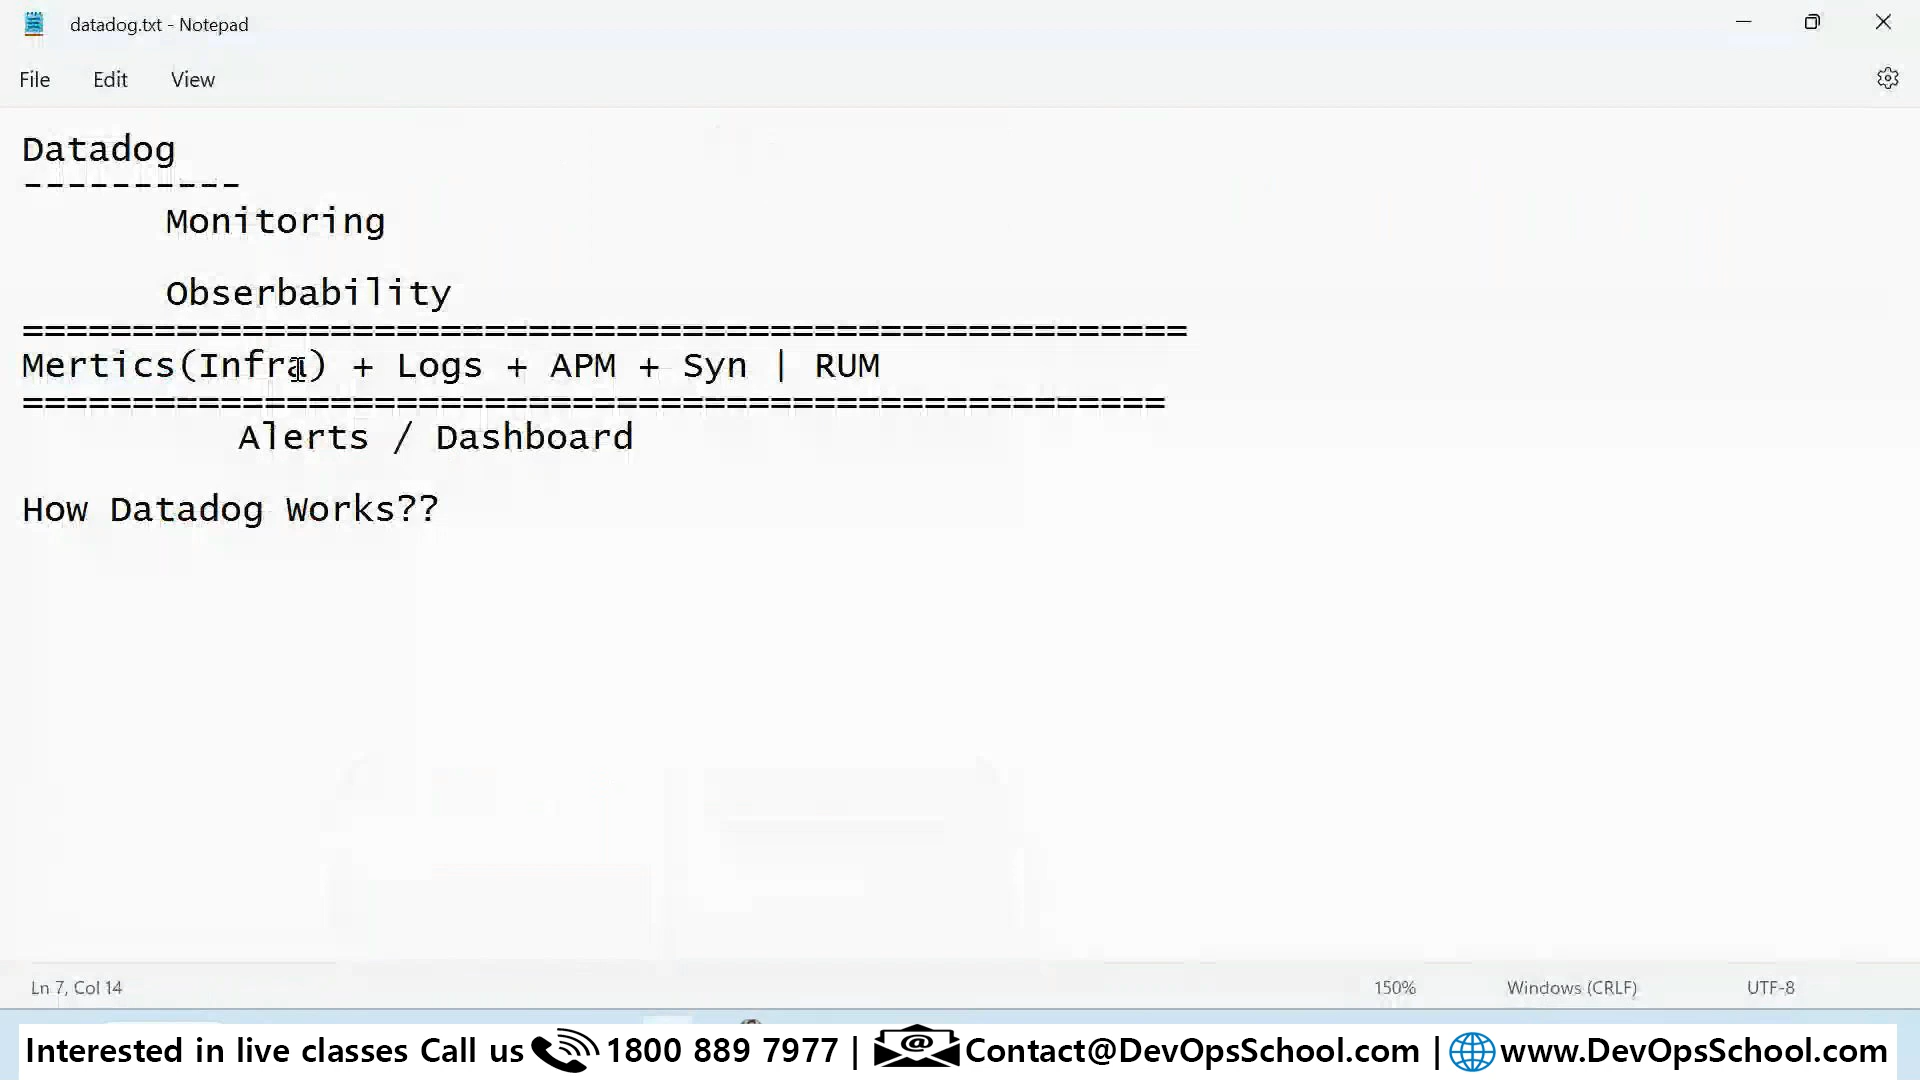 datadog.txt - Notepad
File Edit View
Datadog
----------
Monitoring
Obserbability
=====================================================
Mertics(Infra) + Logs + APM + Syn | RUM
====================================================
Alerts / Dashboard
How Datadog Works??
Ln 7, Col 14 150% Windows (CRLF) UTF-8
Interested in live classes Call us 1800 889 7977 | Contact@DevOpsSchool.com | www.DevOpsSchool.com